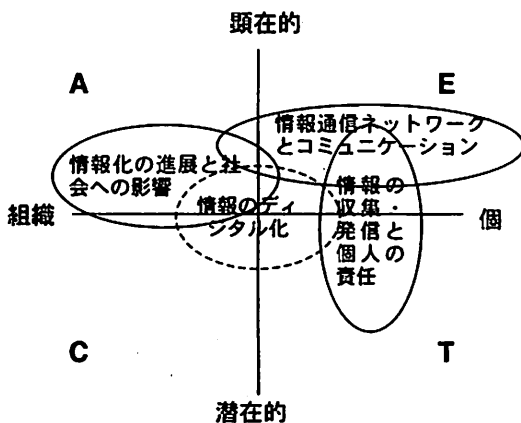 顕在的
A
E
情報通信ネットワーク
とコミュニケーション
情報化の進展と社
会への影響
情報のディ
ジタル化
情報の
収集・
発信と
個人の
責任
組織
個
C
T
潜在的